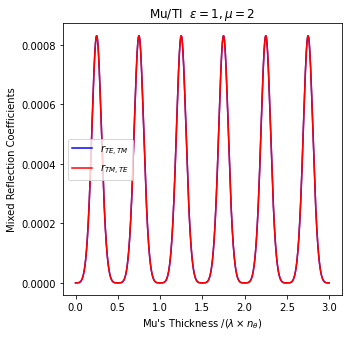 Mu/TI ε = 1, μ = 2
Mixed Reflection Coefficients
0.0008
0.0006
0.0004
0.0002
0.0000
r_{TE, TM}
r_{TM, TE}
0.0 0.5 1.0 1.5 2.0 2.5 3.0
Mu's Thickness /(λ × n_θ)